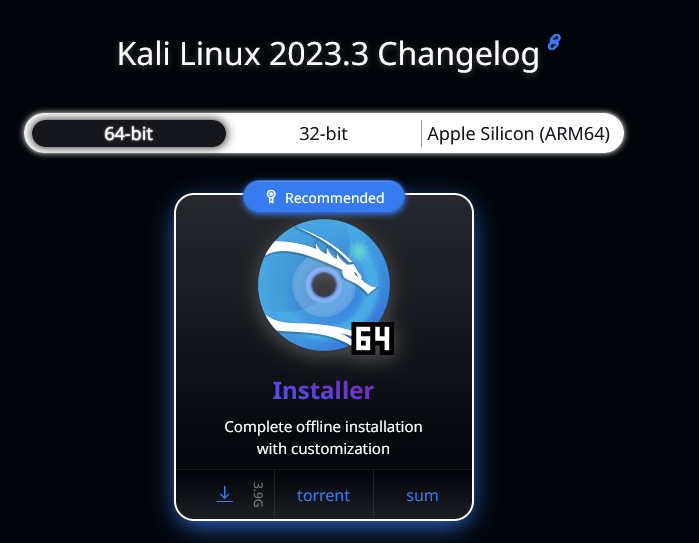 Kali Linux 2023.3 Changelog
64-bit
32-bit
Apple Silicon (ARM64)
Recommended
64
Installer
Complete offline installation
with customization
3.9G
torrent
sum